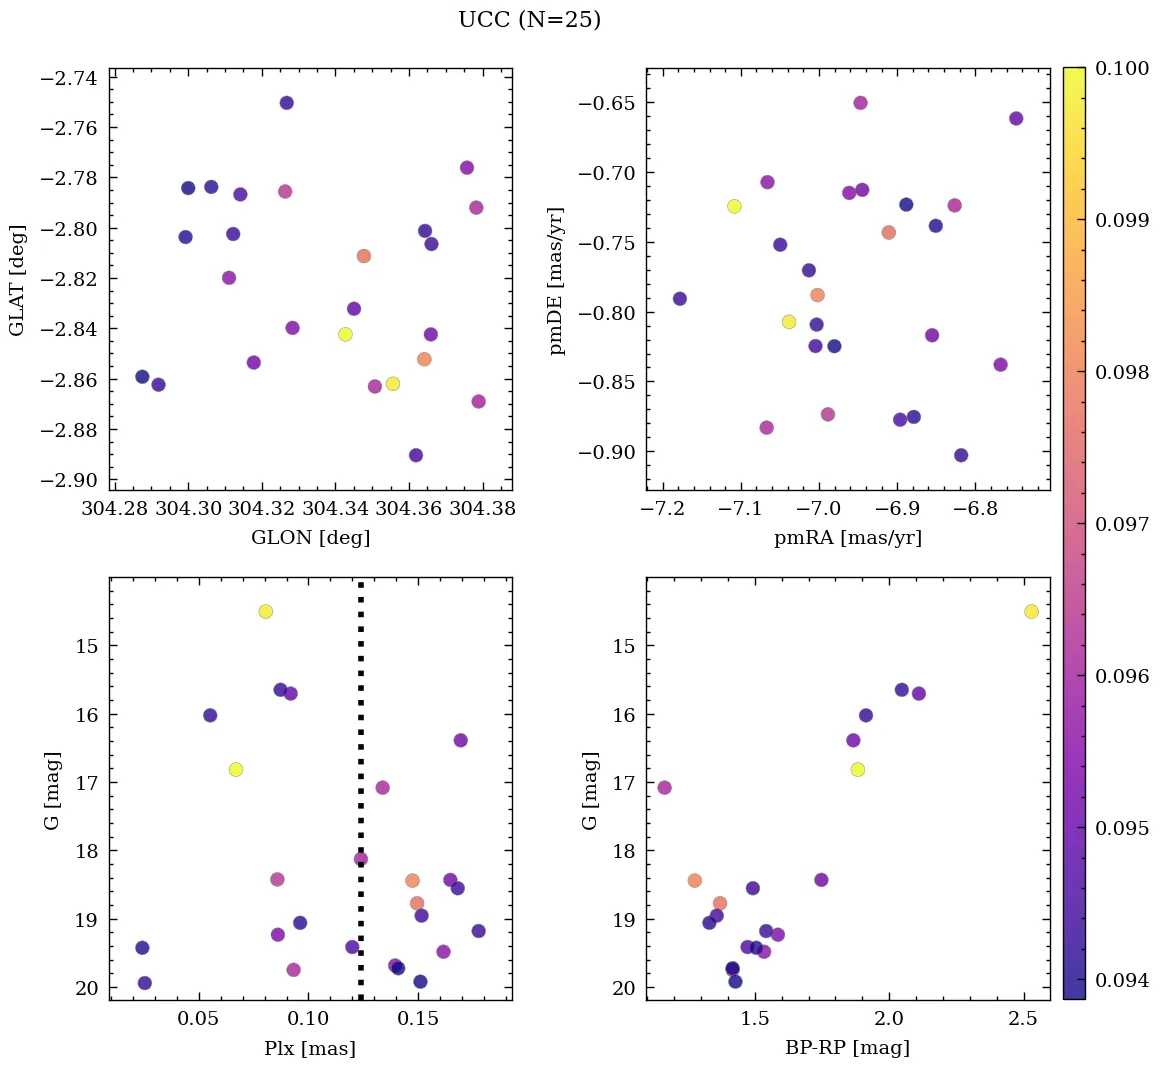 UCC (N=25)
−2.74
−2.76
−2.78
−2.80
−2.82
−2.84
−2.86
−2.88
−2.90
GLAT [deg]
304.28 304.30 304.32 304.34 304.36 304.38
GLON [deg]
−0.65
−0.70
−0.75
−0.80
−0.85
−0.90
pmDE [mas/yr]
−7.2 −7.1 −7.0 −6.9 −6.8
pmRA [mas/yr]
15
16
17
18
19
20
G [mag]
0.05 0.10 0.15
Plx [mas]
15
16
17
18
19
20
G [mag]
1.5 2.0 2.5
BP-RP [mag]
0.100
0.099
0.098
0.097
0.096
0.095
0.094